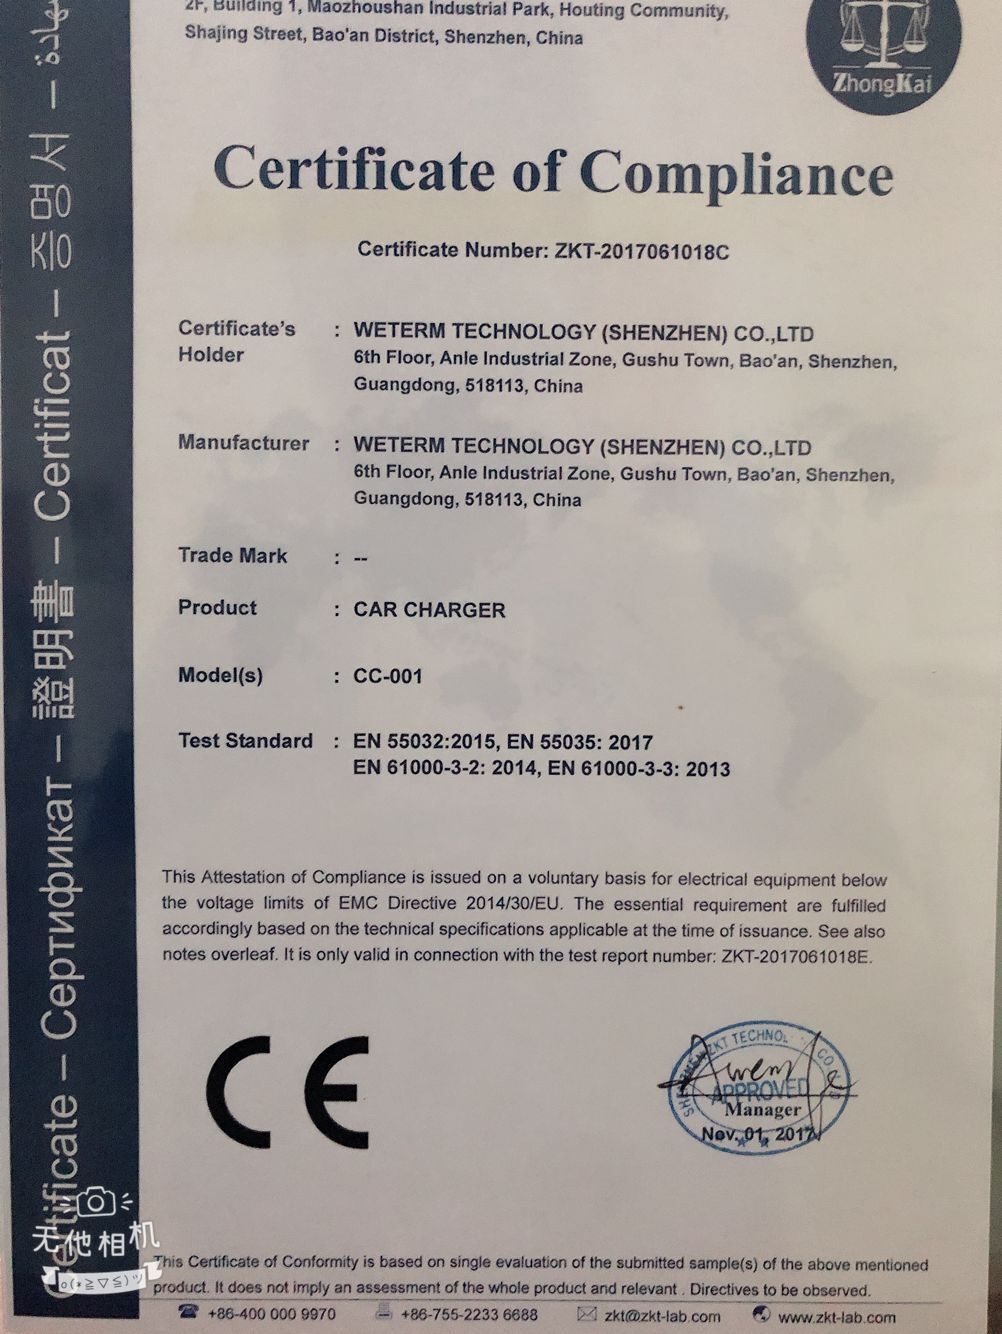 2F, Building 1, Maozhoushan Industrial Park, Houting Community,
Shajing Street, Bao'an District, Shenzhen, China
ZhongKai
Certificate of Compliance
Certificate Number: ZKT-2017061018C
Certificate's Holder : WETERM TECHNOLOGY (SHENZHEN) CO.,LTD
6th Floor, Anle Industrial Zone, Gushu Town, Bao'an, Shenzhen,
Guangdong, 518113, China
Manufacturer : WETERM TECHNOLOGY (SHENZHEN) CO.,LTD
6th Floor, Anle Industrial Zone, Gushu Town, Bao'an, Shenzhen,
Guangdong, 518113, China
Trade Mark : --
Product : CAR CHARGER
Model(s) : CC-001
Test Standard : EN 55032:2015, EN 55035: 2017
EN 61000-3-2: 2014, EN 61000-3-3: 2013
This Attestation of Compliance is issued on a voluntary basis for electrical equipment below
the voltage limits of EMC Directive 2014/30/EU. The essential requirement are fulfilled
accordingly based on the technical specifications applicable at the time of issuance. See also
notes overleaf. It is only valid in connection with the test report number: ZKT-2017061018E.
CE
ZKT TECHNOL CO
APPROVED
Manager
Nov. 01, 2017
This Certificate of Conformity is based on single evaluation of the submitted sample(s) of the above mentioned
product. It does not imply an assessment of the whole product and relevant . Directives to be observed.
+86-400 000 9970 +86-755-2233 6688 zkt@zkt-lab.com www.zkt-lab.com
Certificate – Сертификат – 證明書 – Certificat – 증명서 – شهادة
无他相机
o(*≧▽≦)ツ